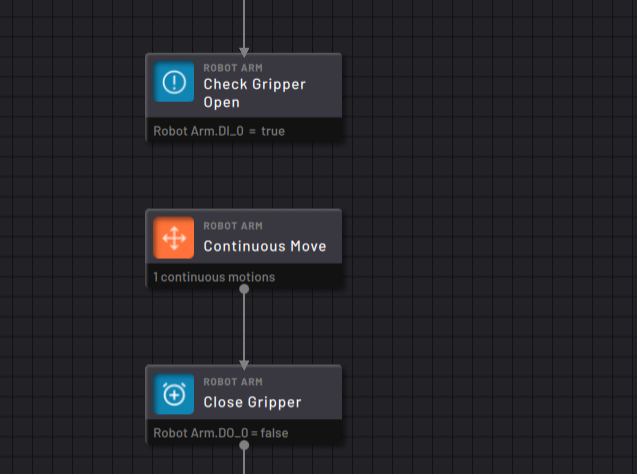 ROBOT ARM
Check Gripper
Open
Robot Arm.DI_0 = true
ROBOT ARM
Continuous Move
1 continuous motions
ROBOT ARM
Close Gripper
Robot Arm.DO_0 = false